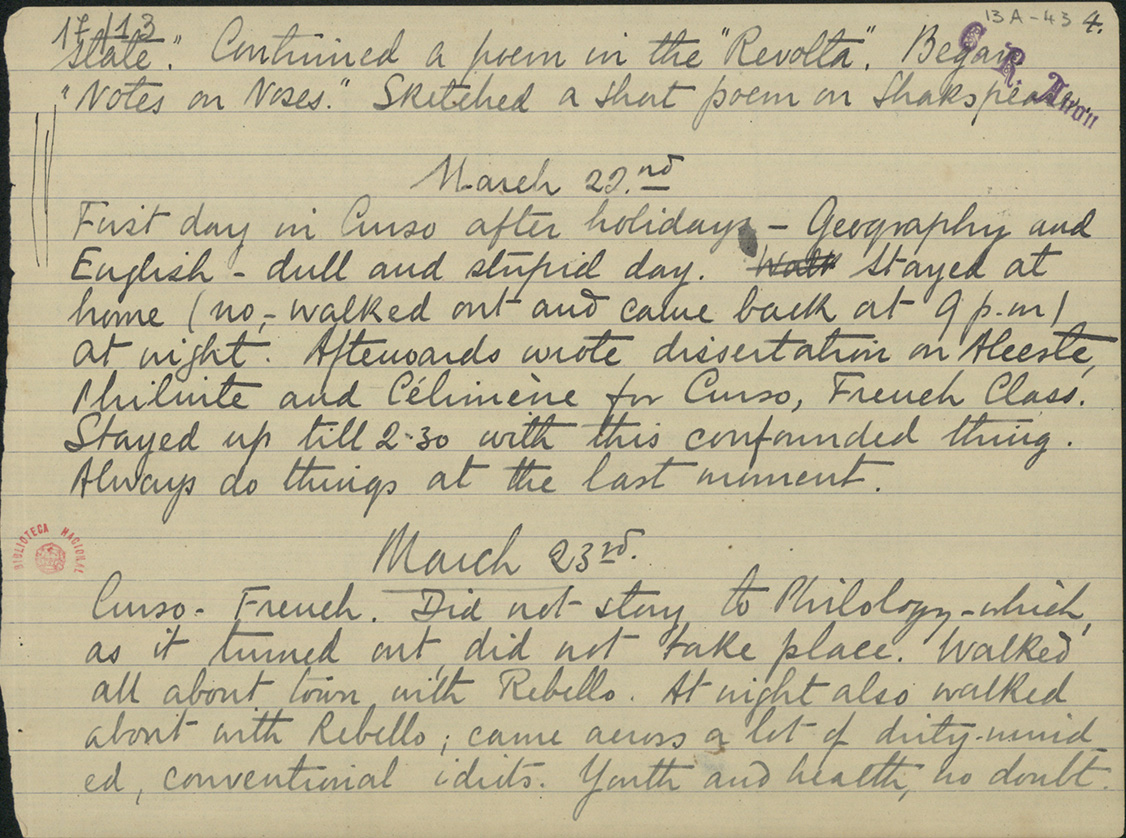 17/13
13A-43 4.
C. R. Anon
state". Continued a poem in the "Revolta". Began
"Notes on Noses." Sketched a short poem on Shakspeare
March 22.nd
First day in Curso after holidays – Geography and
English – dull and stupid day. Walk Stayed at
home (no, – walked out and came back at 9 p.m)
at night. Afterwards wrote dissertation on Alceste,
Philinte and Célimène for Curso, French Class.
Stayed up till 2·30 with this confounded thing.
Always do things at the last moment.
March 23rd.
BIBLIOTECA NACIONAL
Curso – French. Did not stay to Philology – which,
as it turned out, did not take place. Walked
all about town with Rebello. At night also walked
about with Rebello; came across a lot of dirty-mind
ed, conventional idiots. Youth and health, no doubt.